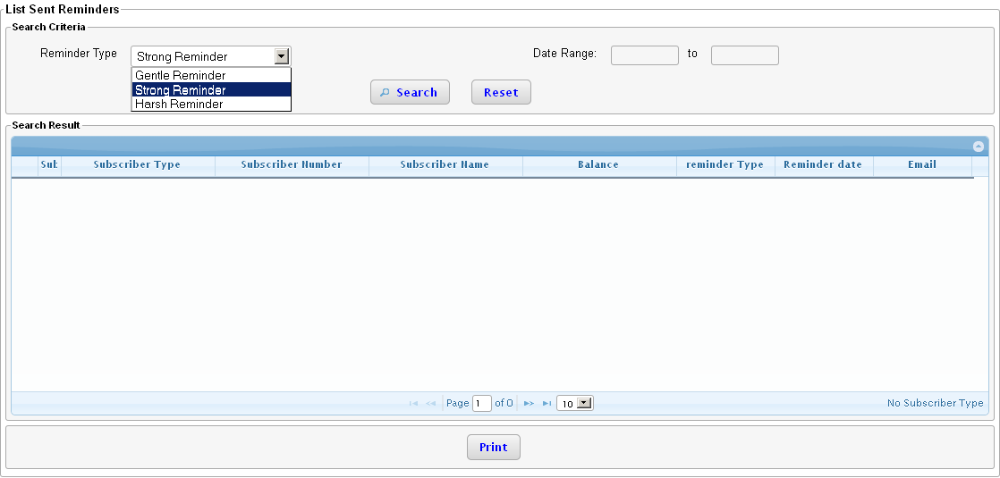 List Sent Reminders
Search Criteria
Reminder Type Strong Reminder Date Range: to
Gentle Reminder
Strong Reminder
Harsh Reminder
Search Reset
Search Result
Sub Subscriber Type Subscriber Number Subscriber Name Balance reminder Type Reminder date Email
Page 1 of 0 10 No Subscriber Type
Print